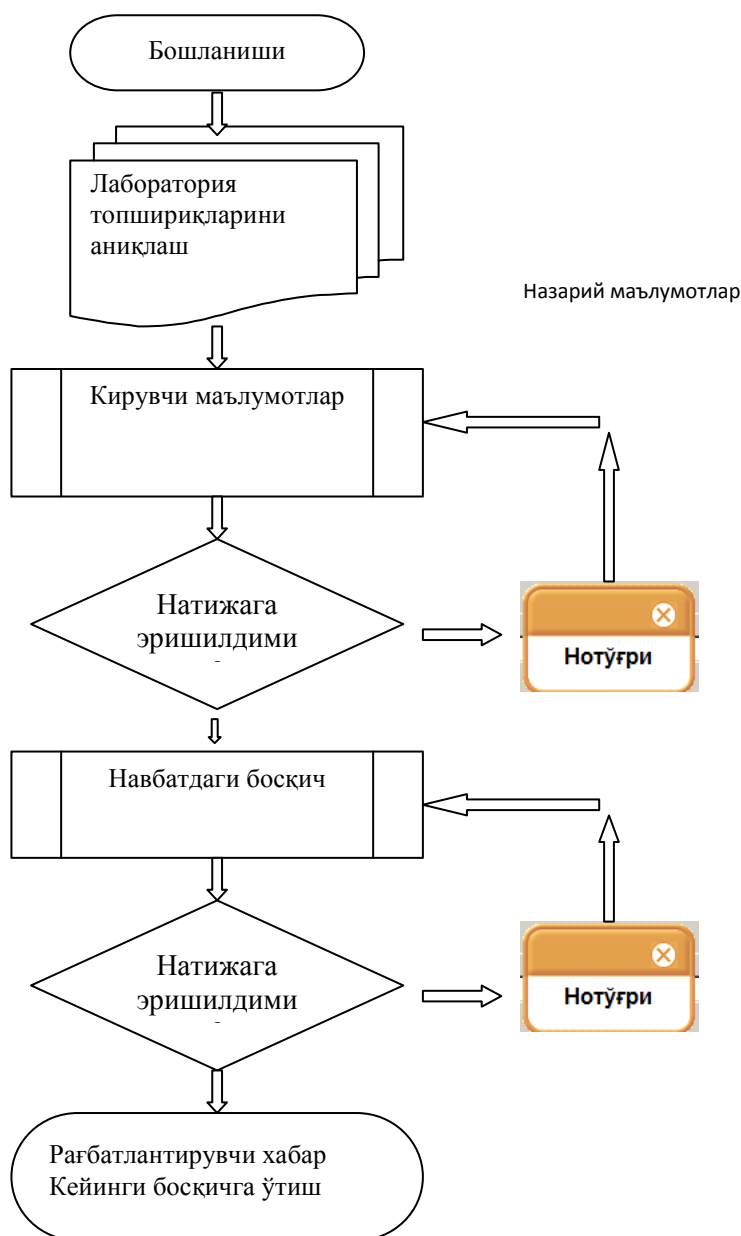 Бошланиши
Лаборатория
топшириқларини
аниқлаш
Назарий маълумотлар
Кирувчи маълумотлар
Натижага
эришилдими
Нотўғри
Навбатдаги босқич
Натижага
эришилдими
Нотўғри
Рағбатлантирувчи хабар
Кейинги босқичга ўтиш